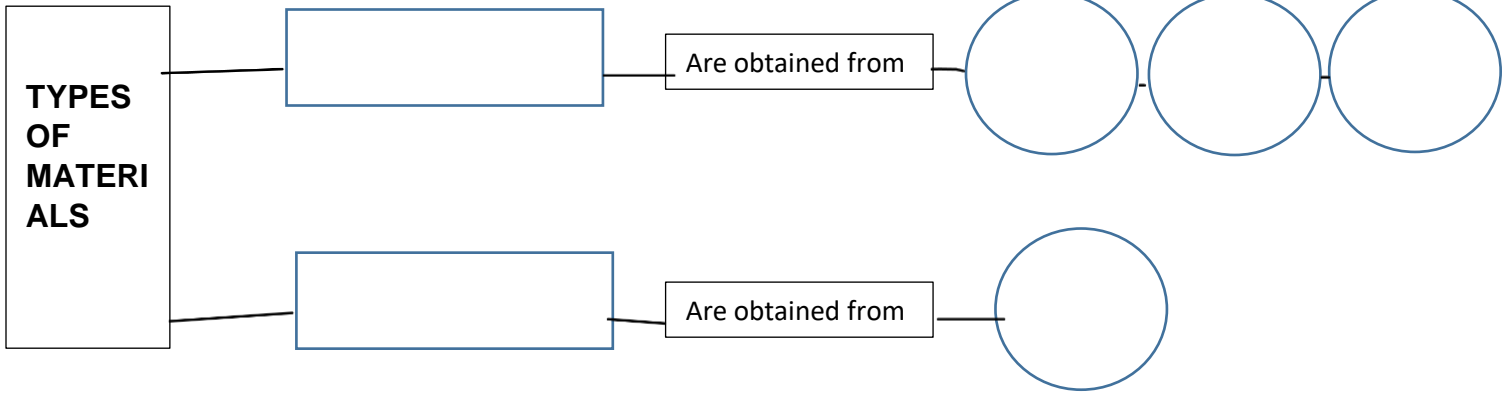 TYPES
OF
MATERI
ALS
Are obtained from
Are obtained from